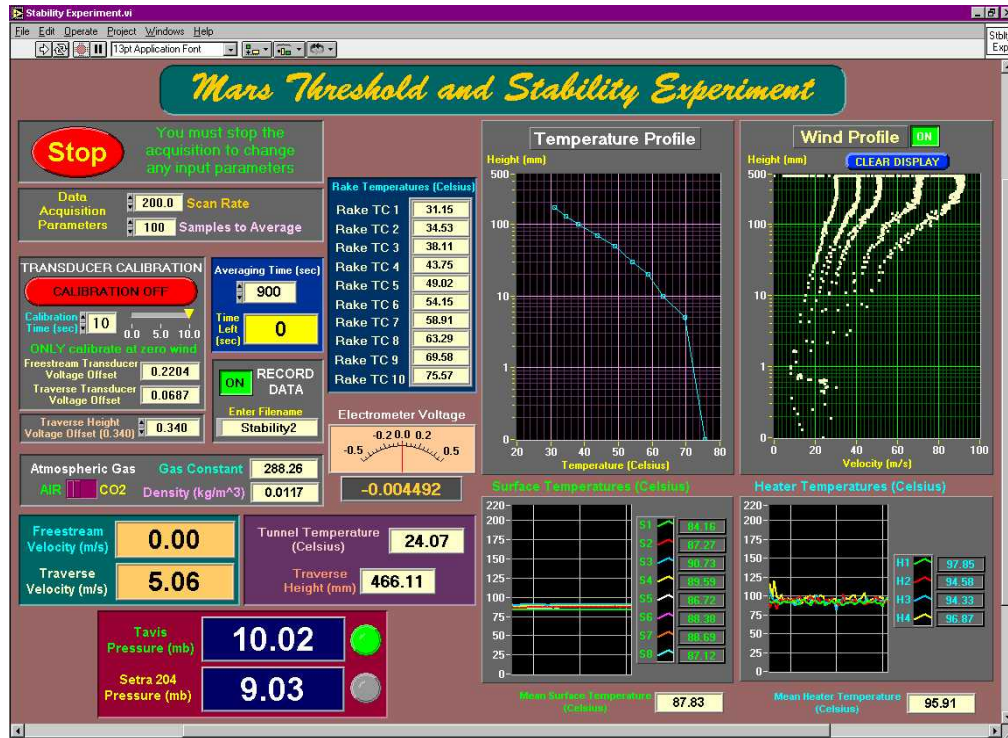 Stability Experiment.vi
File Edit Operate Project Windows Help
13pt Application Font
Stblty
Exp
Mars Threshold and Stability Experiment
Stop
You must stop the
acquisition to change
any input parameters
Data
Acquisition
Parameters
200.0 Scan Rate
100 Samples to Average
TRANSDUCER CALIBRATION
CALIBRATION OFF
Calibration
Time (sec) 10
0.0 5.0 10.0
ONLY calibrate at zero wind
Freestream Transducer
Voltage Offset 0.2204
Traverse Transducer
Voltage Offset 0.0687
Traverse Height
Voltage Offset (0.340) 0.340
Averaging Time (sec)
900
Time
Left
(sec) 0
ON RECORD
DATA
Enter Filename
Stability2
Rake Temperatures (Celsius)
Rake TC 1 31.15
Rake TC 2 34.53
Rake TC 3 38.11
Rake TC 4 43.75
Rake TC 5 49.02
Rake TC 6 54.15
Rake TC 7 58.91
Rake TC 8 63.29
Rake TC 9 69.58
Rake TC 10 75.57
Electrometer Voltage
-0.5 -0.2 0.0 0.2 0.5
-0.004492
Atmospheric Gas
AIR CO2
Gas Constant 288.26
Density (kg/m^3) 0.0117
Freestream
Velocity (m/s) 0.00
Traverse
Velocity (m/s) 5.06
Tunnel Temperature
(Celsius) 24.07
Traverse
Height (mm) 466.11
Tavis
Pressure (mb) 10.02
Setra 204
Pressure (mb) 9.03
Temperature Profile
Height (mm)
500
100
10
1
0
20 30 40 50 60 70 80
Temperature (Celsius)
Wind Profile ON
Height (mm) CLEAR DISPLAY
500
100
10
1
0
0 20 40 60 80 100
Velocity (m/s)
Surface Temperatures (Celsius)
220
200
175
150
125
100
75
50
25
0
S1 84.16
S2 87.27
S3 90.73
S4 89.59
S5 86.72
S6 88.38
S7 88.69
S8 87.12
Mean Surface Temperature
(Celsius) 87.83
Heater Temperatures (Celsius)
220
200
175
150
125
100
75
50
25
0
H1 97.85
H2 94.58
H3 94.33
H4 96.87
Mean Heater Temperature
(Celsius) 95.91